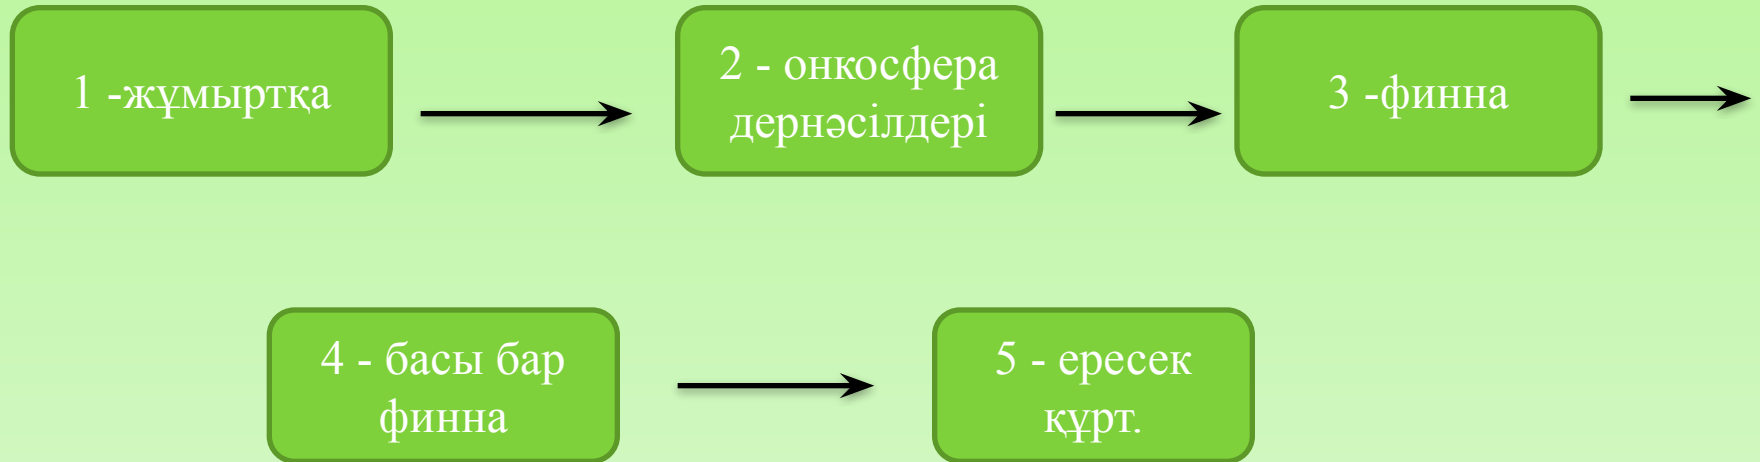 1 -жұмыртқа
2 - онкосфера
дернәсілдері
3 -финна
4 - басы бар
финна
5 - ересек
құрт.